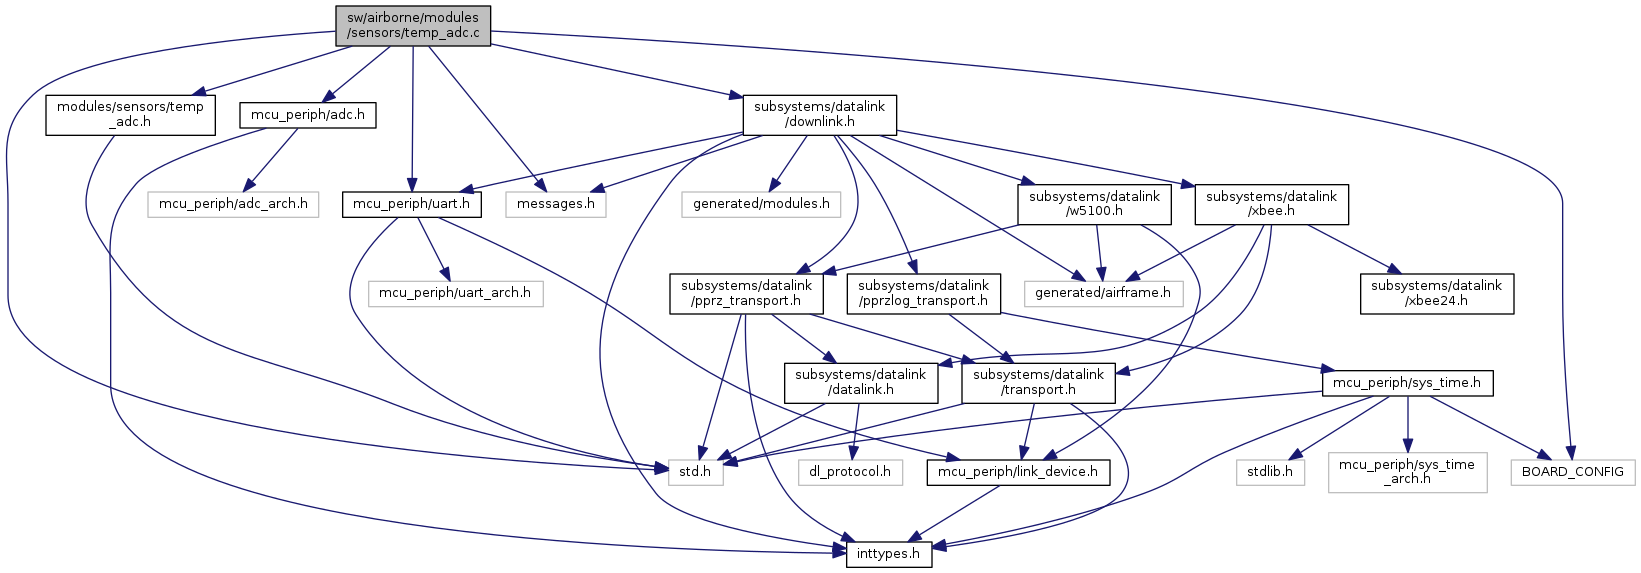 sw/airborne/modules
/sensors/temp_adc.c
modules/sensors/temp
_adc.h
mcu_periph/adc.h
subsystems/datalink
/downlink.h
mcu_periph/adc_arch.h
mcu_periph/uart.h
messages.h
generated/modules.h
subsystems/datalink
/w5100.h
subsystems/datalink
/xbee.h
mcu_periph/uart_arch.h
subsystems/datalink
/pprz_transport.h
subsystems/datalink
/pprzlog_transport.h
generated/airframe.h
subsystems/datalink
/xbee24.h
subsystems/datalink
/datalink.h
subsystems/datalink
/transport.h
mcu_periph/sys_time.h
std.h
dl_protocol.h
mcu_periph/link_device.h
stdlib.h
mcu_periph/sys_time
_arch.h
BOARD_CONFIG
inttypes.h